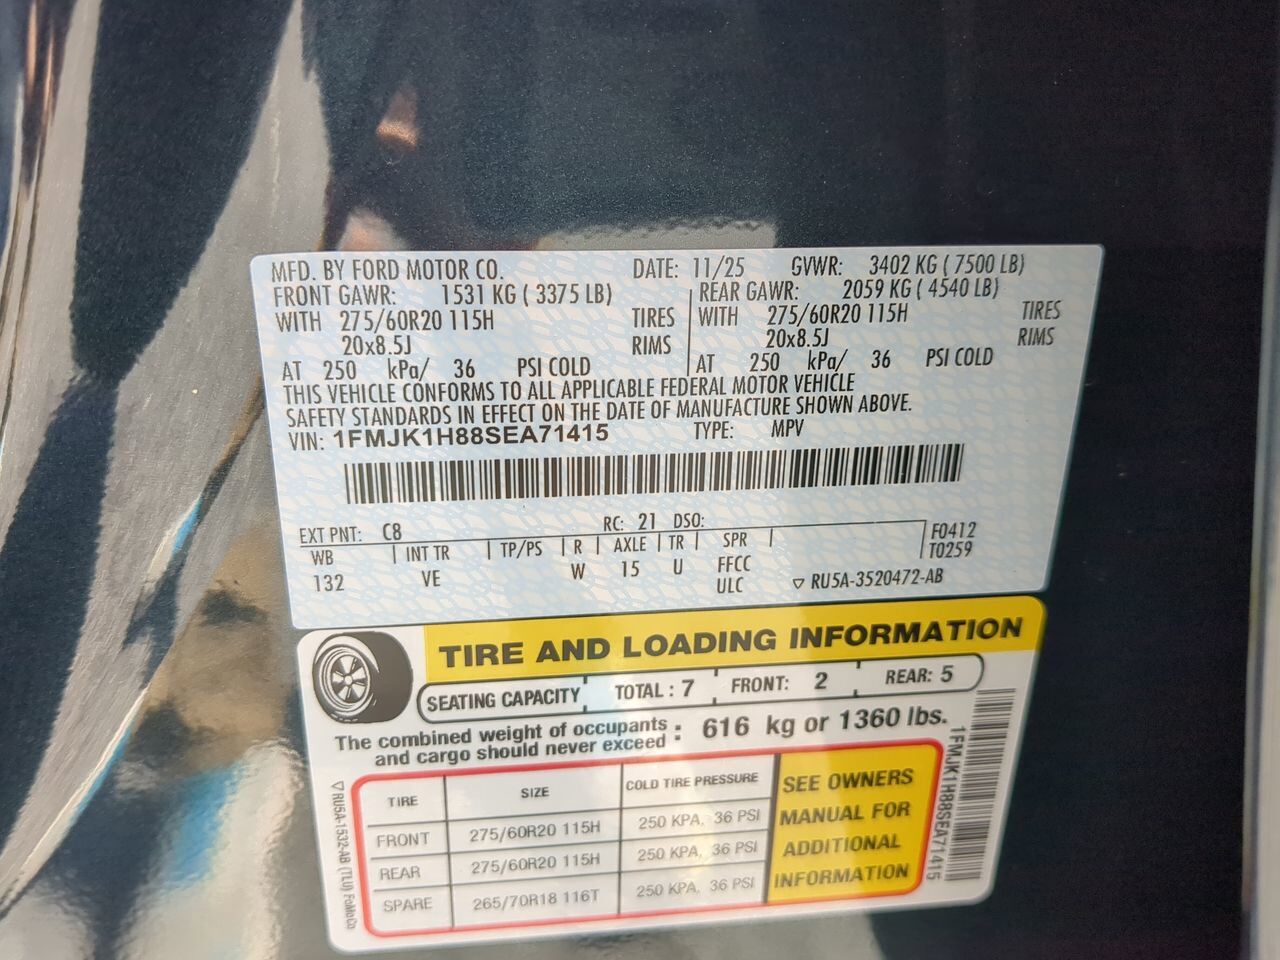 MFD. BY FORD MOTOR CO. DATE: 11/25 GVWR: 3402 KG ( 7500 LB)
FRONT GAWR: 1531 KG ( 3375 LB) REAR GAWR: 2059 KG ( 4540 LB)
WITH 275/60R20 115H TIRES WITH 275/60R20 115H TIRES
20x8.5J RIMS 20x8.5J RIMS
AT 250 kPa/ 36 PSI COLD AT 250 kPa/ 36 PSI COLD
THIS VEHICLE CONFORMS TO ALL APPLICABLE FEDERAL MOTOR VEHICLE
SAFETY STANDARDS IN EFFECT ON THE DATE OF MANUFACTURE SHOWN ABOVE.
VIN: 1FMJK1H88SEA71415 TYPE: MPV
EXT PNT: C8 RC: 21 DSO: F0412
WB INT TR TP/PS R AXLE TR SPR T0259
132 VE W 15 U FFCC
ULC ▽ RU5A-3520472-AB
TIRE AND LOADING INFORMATION
SEATING CAPACITY TOTAL : 7 FRONT: 2 REAR: 5
The combined weight of occupants
and cargo should never exceed : 616 kg or 1360 lbs.
TIRE SIZE COLD TIRE PRESSURE
FRONT 275/60R20 115H 250 KPA, 36 PSI
REAR 275/60R20 115H 250 KPA, 36 PSI
SPARE 265/70R18 116T 250 KPA, 36 PSI
SEE OWNERS
MANUAL FOR
ADDITIONAL
INFORMATION
1FMJK1H88SEA71415
▽ RU5A-1532-AB (TLU) FoMoCo